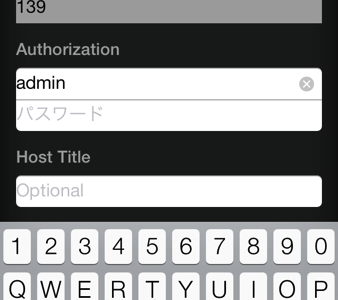 139
Authorization
admin
パスワード
Host Title
Optional
1 2 3 4 5 6 7 8 9 0
Q W E R T Y U I O P